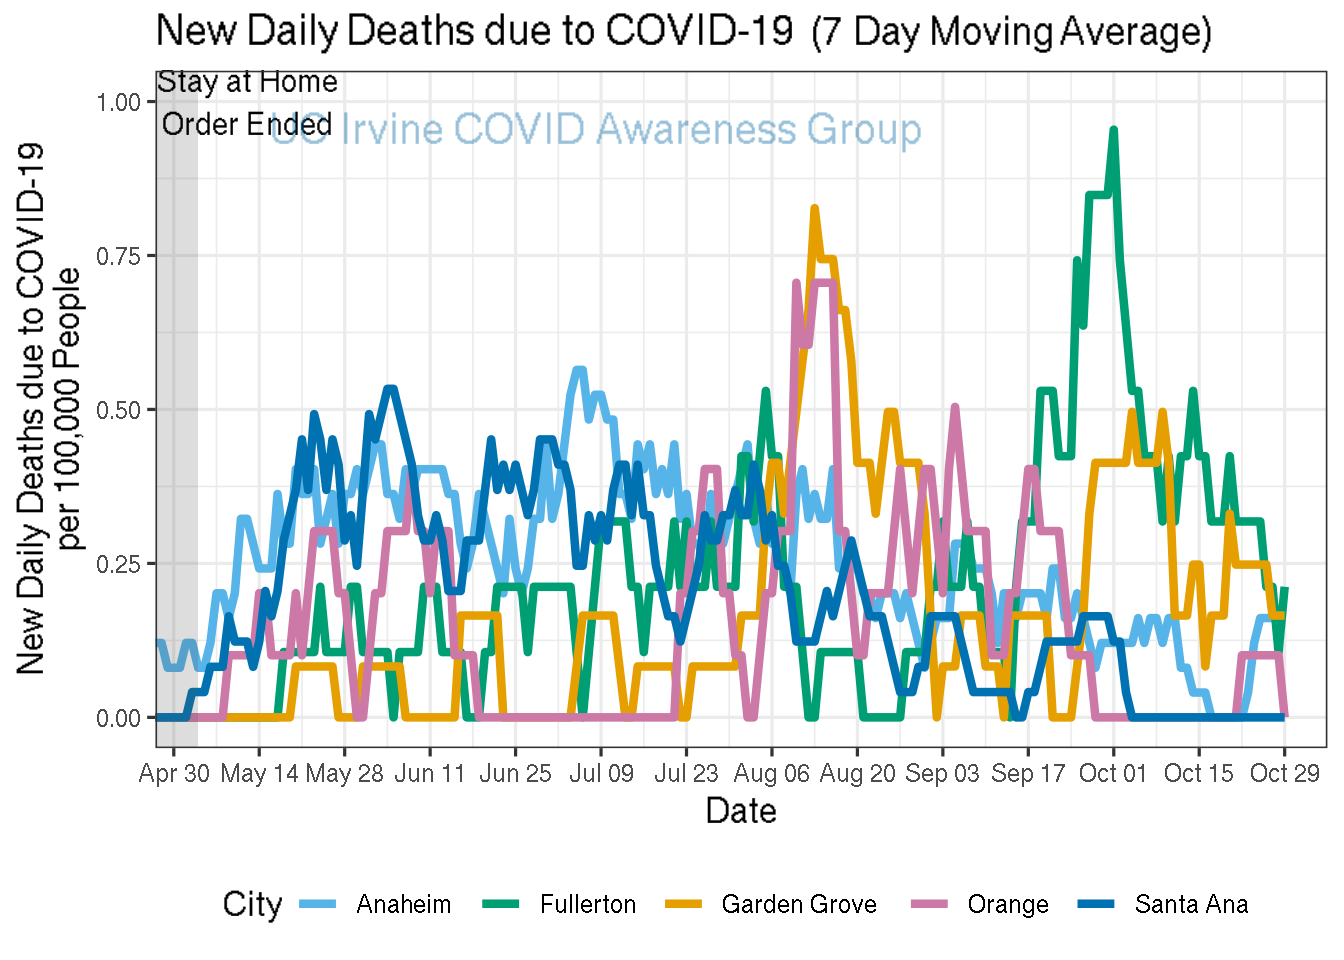 New Daily Deaths due to COVID-19 (7 Day Moving Average)
Stay at Home
Order Ended
UC Irvine COVID Awareness Group
New Daily Deaths due to COVID-19
per 100,000 People
1.00
0.75
0.50
0.25
0.00
Apr 30 May 14 May 28 Jun 11 Jun 25 Jul 09 Jul 23 Aug 06 Aug 20 Sep 03 Sep 17 Oct 01 Oct 15 Oct 29
Date
City Anaheim Fullerton Garden Grove Orange Santa Ana